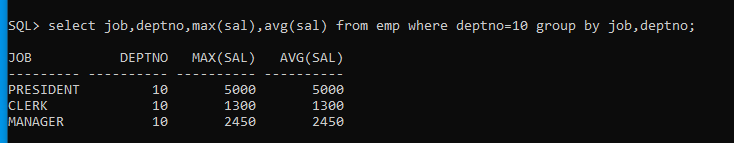 SQL> select job,deptno,max(sal),avg(sal) from emp where deptno=10 group by job,deptno;
JOB           DEPTNO   MAX(SAL)   AVG(SAL)
--------- ---------- ---------- ----------
PRESIDENT         10       5000       5000
CLERK             10       1300       1300
MANAGER           10       2450       2450